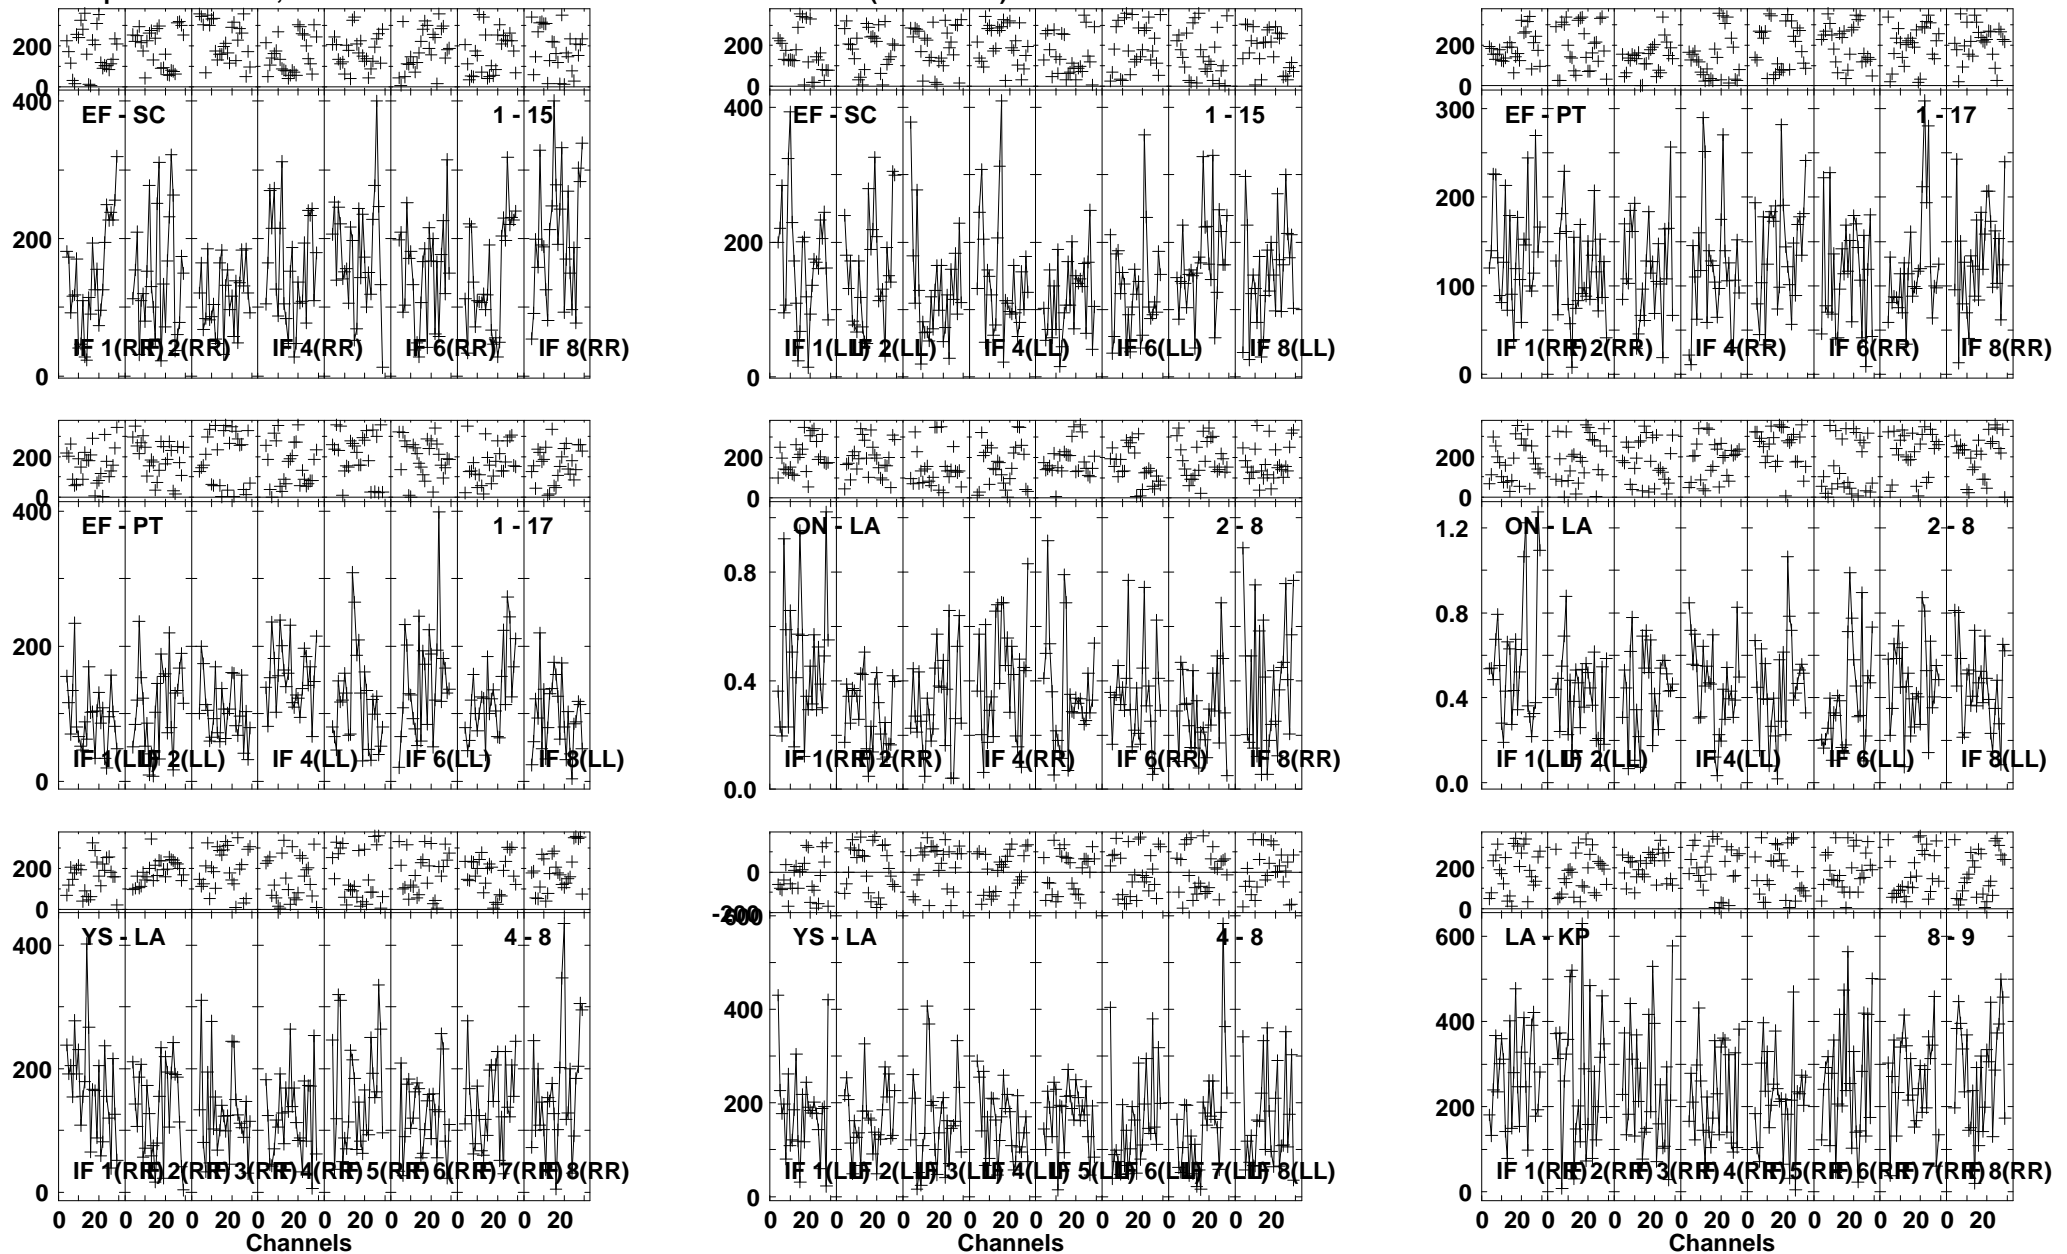 200
0
400
EF - SC 1 - 15
200
IF 1(RR) IF 2(RR) IF 4(RR) IF 6(RR) IF 8(RR)
0
200
0
400
EF - SC 1 - 15
200
IF 1(LL) IF 2(LL) IF 4(LL) IF 6(LL) IF 8(LL)
0
200
0
300
EF - PT 1 - 17
200
100
IF 1(RR) IF 2(RR) IF 4(RR) IF 6(RR) IF 8(RR)
0
200
0
400
EF - PT 1 - 17
200
IF 1(LL) IF 2(LL) IF 4(LL) IF 6(LL) IF 8(LL)
0
200
0
ON - LA 2 - 8
0.8
0.4
IF 1(RR) IF 2(RR) IF 4(RR) IF 6(RR) IF 8(RR)
0.0
200
0
1.2
ON - LA 2 - 8
0.8
0.4
IF 1(LL) IF 2(LL) IF 4(LL) IF 6(LL) IF 8(LL)
0.0
200
0
YS - LA 4 - 8
400
200
IF 1(RR) IF 2(RR) IF 3(RR) IF 4(RR) IF 5(RR) IF 6(RR) IF 7(RR) IF 8(RR)
0
0 20 0 20 0 20 0 20 0 20 0 20 0 20 0 20
Channels
0
-200
600
YS - LA 4 - 8
400
200
IF 1(LL) IF 2(LL) IF 3(LL) IF 4(LL) IF 5(LL) IF 6(LL) IF 7(LL) IF 8(LL)
0
0 20 0 20 0 20 0 20 0 20 0 20 0 20 0 20
Channels
200
0
600
LA - KP 8 - 9
400
200
IF 1(RR) IF 2(RR) IF 3(RR) IF 4(RR) IF 5(RR) IF 6(RR) IF 7(RR) IF 8(RR)
0
0 20 0 20 0 20 0 20 0 20 0 20 0 20 0 20
Channels